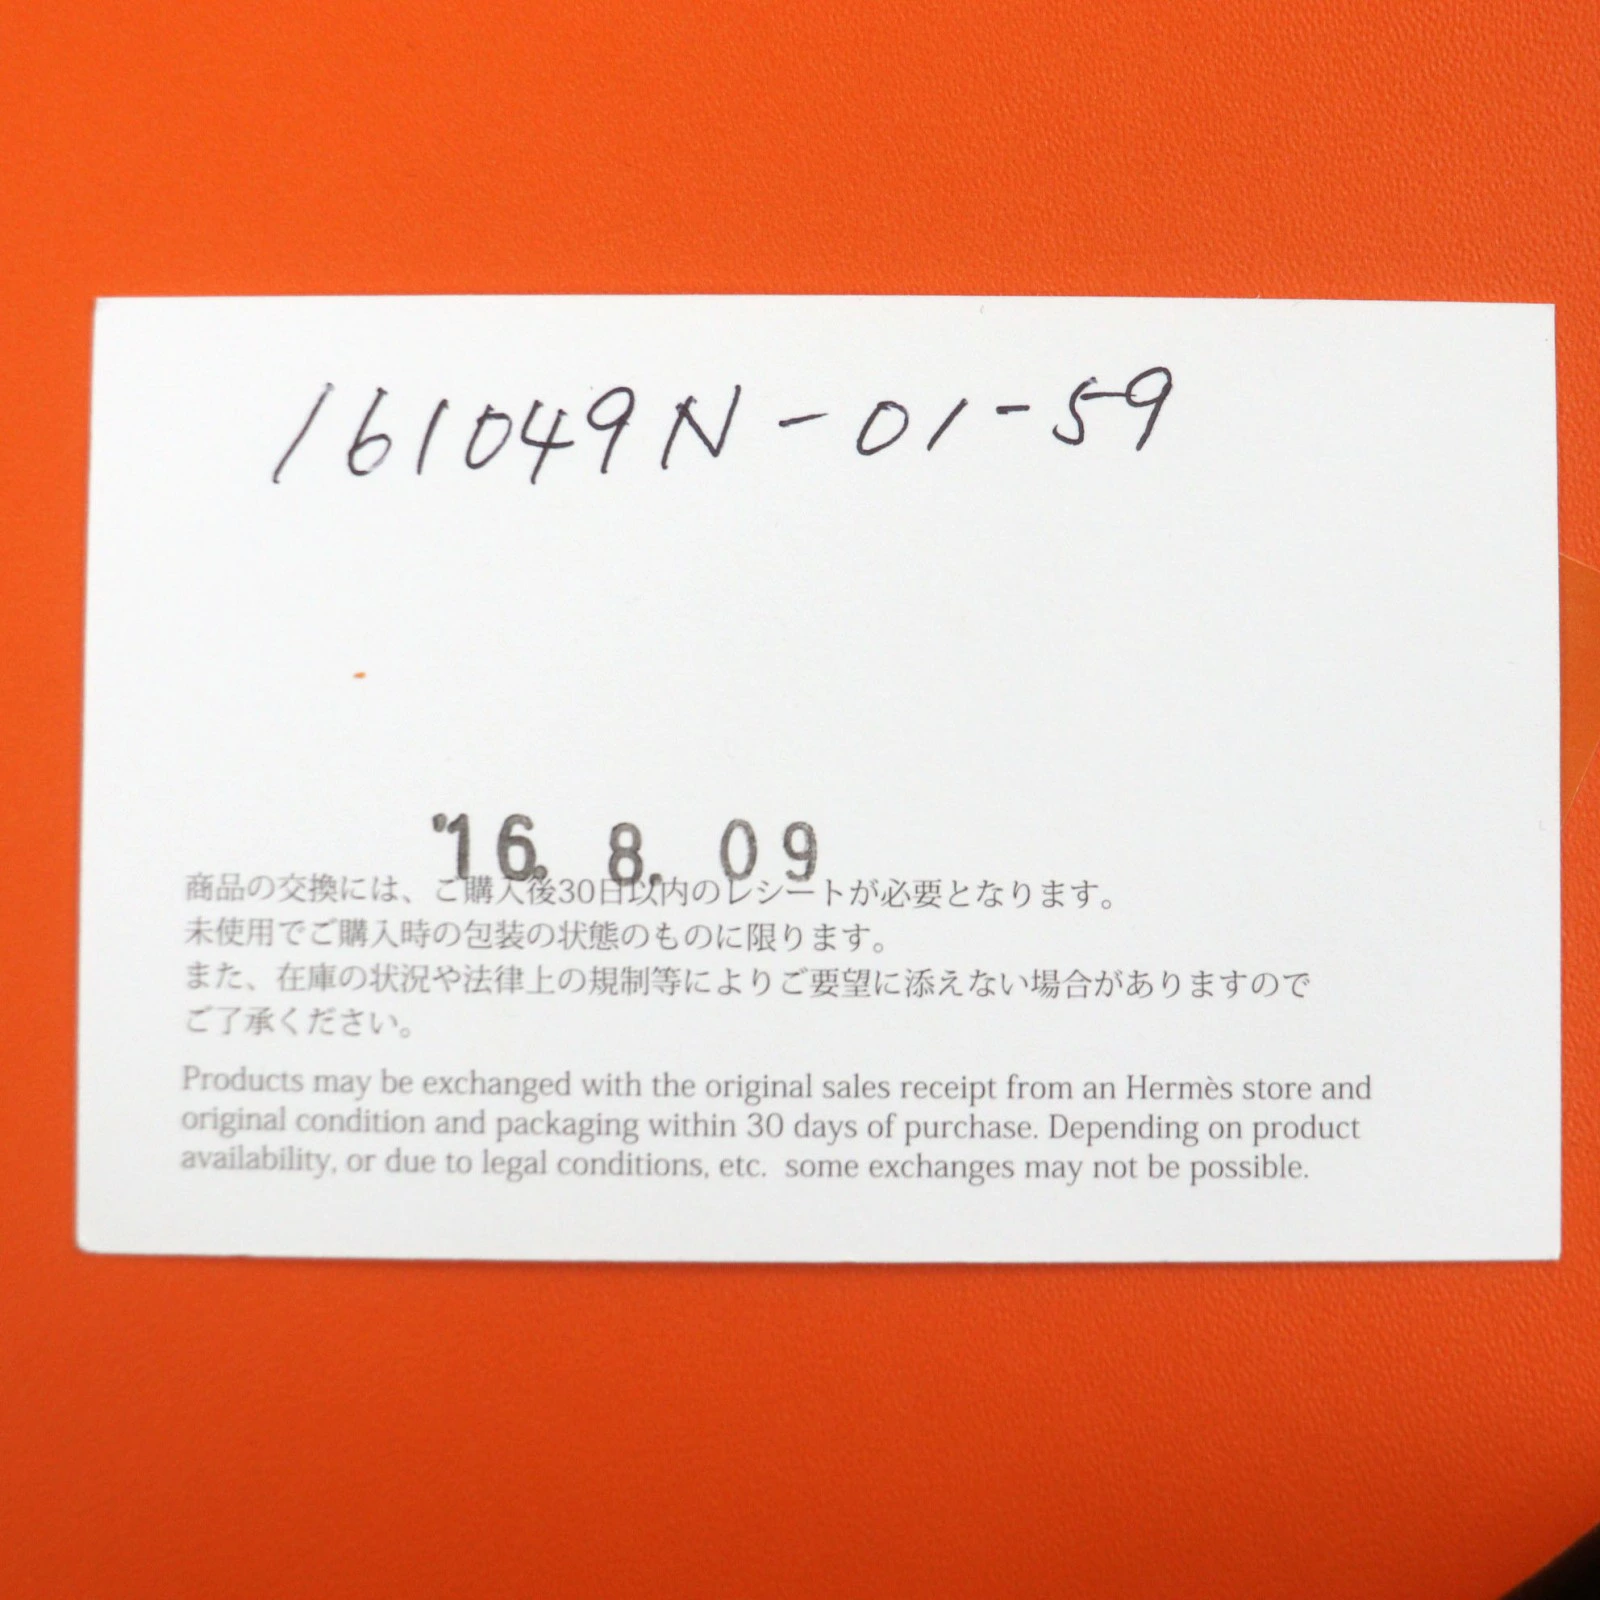 161049N-01-59
'16. 8. 09
商品の交換には、ご購入後30日以内のレシートが必要となります。
未使用でご購入時の包装の状態のものに限ります。
また、在庫の状況や法律上の規制等によりご要望に添えない場合がありますので
ご了承ください。
Products may be exchanged with the original sales receipt from an Hermès store and
original condition and packaging within 30 days of purchase. Depending on product
availability, or due to legal conditions, etc. some exchanges may not be possible.